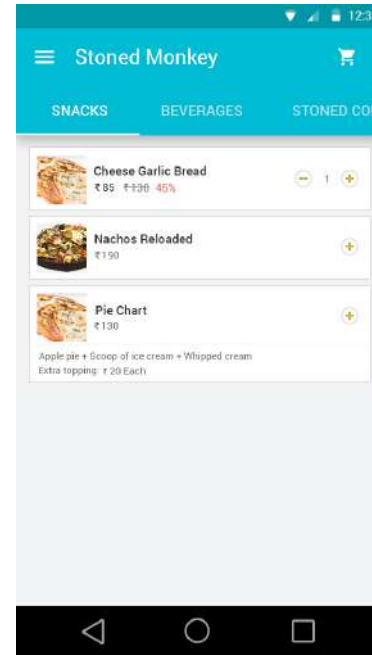 12:3
Stoned Monkey
SNACKS BEVERAGES STONED CO
Cheese Garlic Bread
₹ 85 ₹130 45%
1
Nachos Reloaded
₹190
Pie Chart
₹130
Apple pie + Scoop of ice cream + Whipped cream
Extra topping: ₹ 20 Each